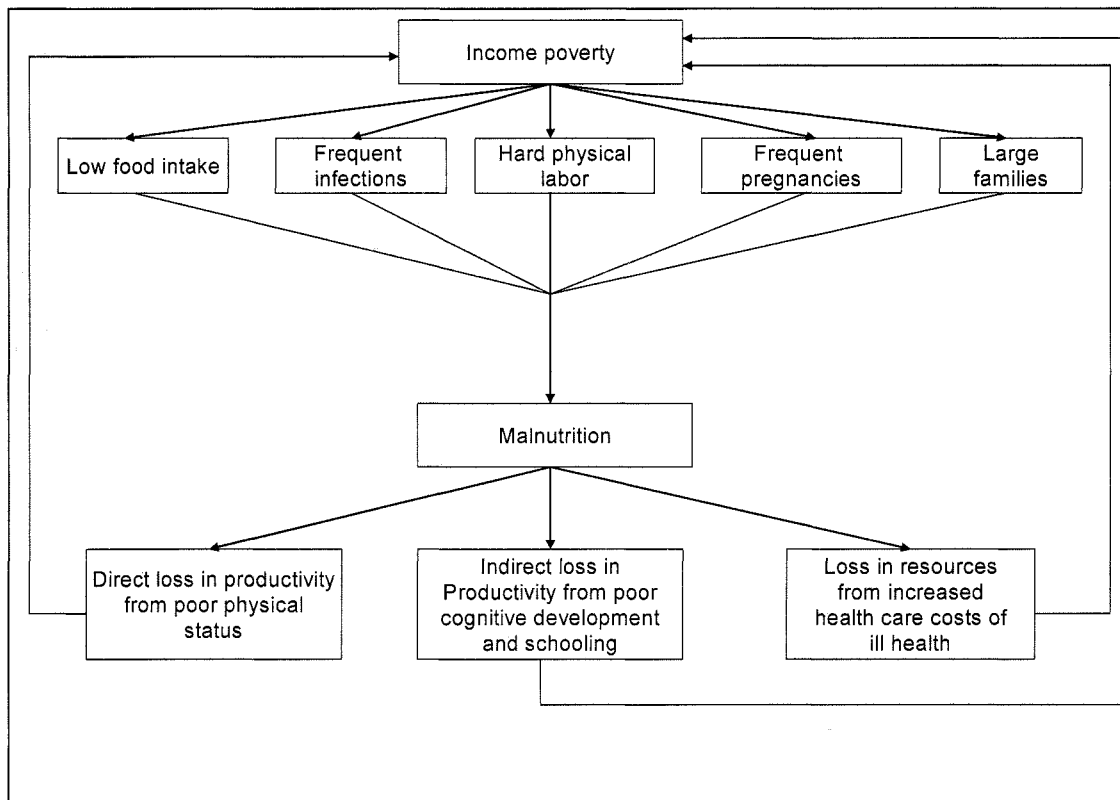 Income poverty
Low food intake
Frequent
infections
Hard physical
labor
Frequent
pregnancies
Large
families
Malnutrition
Direct loss in productivity
from poor physical
status
Indirect loss in
Productivity from poor
cognitive development
and schooling
Loss in resources
from increased
health care costs of
ill health